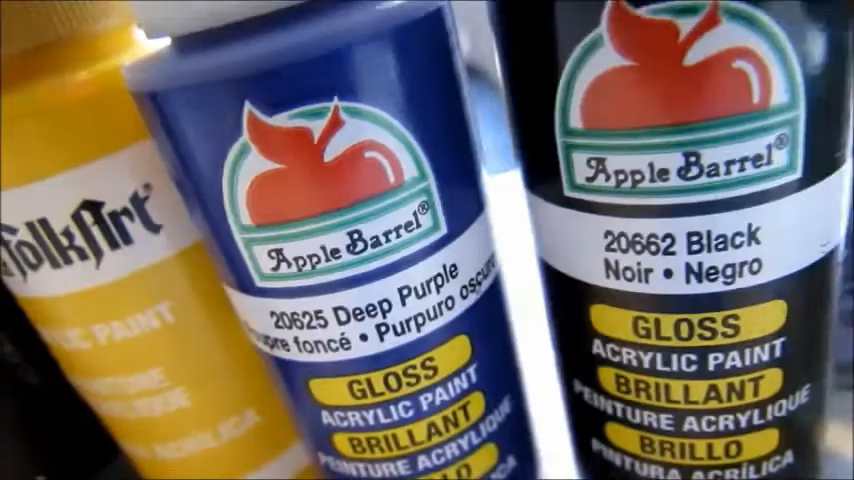 FolkArt®
PAINT
Apple Barrel®
20625 Deep Purple
foncé • Purpuro oscuro
GLOSS
ACRYLIC PAINT
BRILLANT
PEINTURE ACRYLIQUE
Apple Barrel®
20662 Black
Noir • Negro
GLOSS
ACRYLIC PAINT
BRILLANT
PEINTURE ACRYLIQUE
BRILLO
PINTURA ACRÍLICA